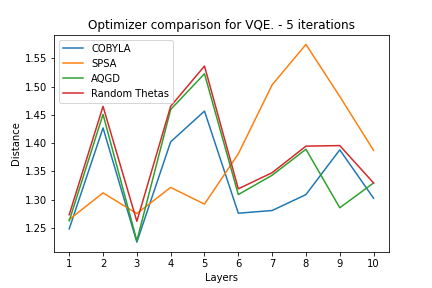 Optimizer comparison for VQE. - 5 iterations
COBYLA
SPSA
AQGD
Random Thetas
Distance
1.55
1.50
1.45
1.40
1.35
1.30
1.25
1 2 3 4 5 6 7 8 9 10
Layers